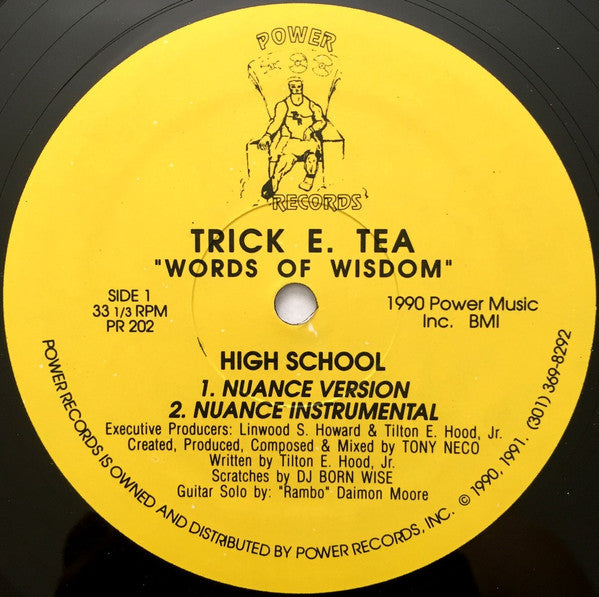 POWER
RECORDS
TRICK E. TEA
"WORDS OF WISDOM"
SIDE 1
33 1/3 RPM
PR 202
1990 Power Music
Inc. BMI
HIGH SCHOOL
1. NUANCE VERSION
2. NUANCE INSTRUMENTAL
Executive Producers: Linwood S. Howard & Tilton E. Hood, Jr.
Created, Produced, Composed & Mixed by TONY NECO
Written by Tilton E. Hood, Jr.
Scratches by DJ BORN WISE
Guitar Solo by: "Rambo" Daimon Moore
POWER RECORDS IS OWNED AND DISTRIBUTED BY POWER RECORDS, INC. © 1990, 1991. (301) 369-8292